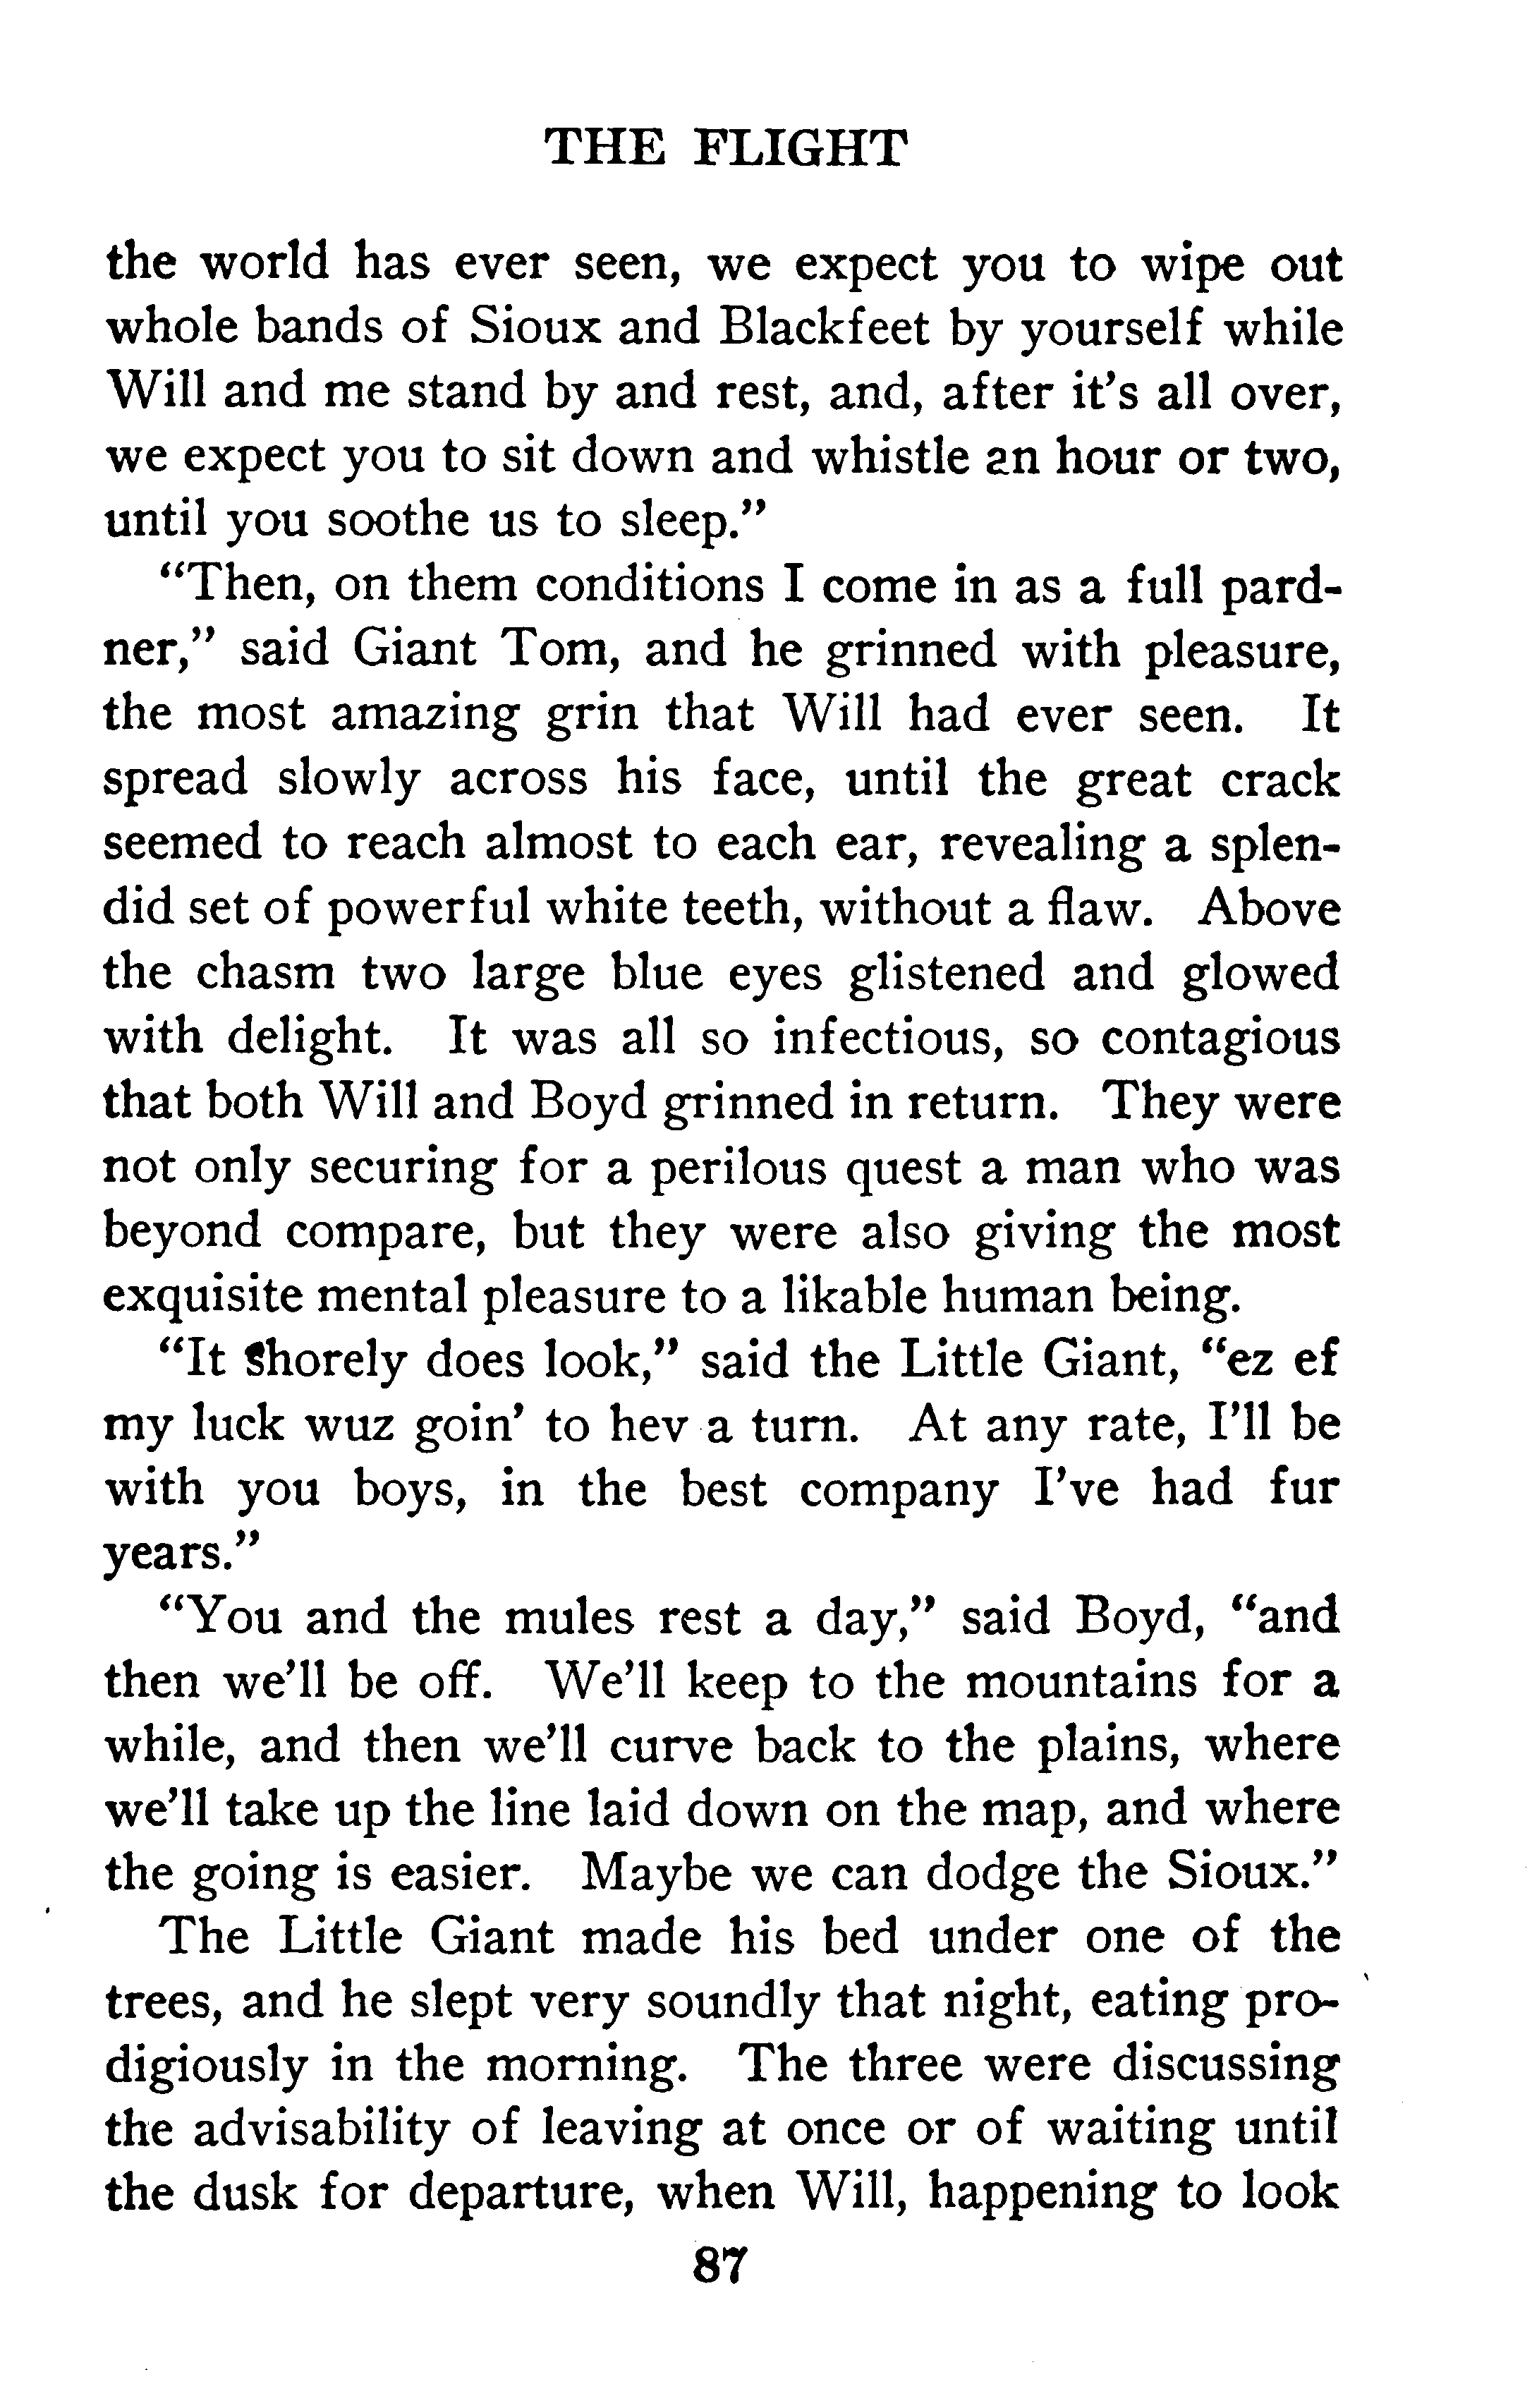 THE FLIGHT
the world has ever seen, we expect you to wipe out
whole bands of Sioux and Blackfeet by yourself while
Will and me stand by and rest, and, after it's all over,
we expect you to sit down and whistle an hour or two,
until you soothe us to sleep."
"Then, on them conditions I come in as a full pard-
ner," said Giant Tom, and he grinned with pleasure,
the most amazing grin that Will had ever seen. It
spread slowly across his face, until the great crack
seemed to reach almost to each ear, revealing a splen-
did set of powerful white teeth, without a flaw. Above
the chasm two large blue eyes glistened and glowed
with delight. It was all so infectious, so contagious
that both Will and Boyd grinned in return. They were
not only securing for a perilous quest a man who was
beyond compare, but they were also giving the most
exquisite mental pleasure to a likable human being.
"It shorely does look," said the Little Giant, "ez ef
my luck wuz goin' to hev a turn. At any rate, I'll be
with you boys, in the best company I've had fur
years."
"You and the mules rest a day," said Boyd, "and
then we'll be off. We'll keep to the mountains for a
while, and then we'll curve back to the plains, where
we'll take up the line laid down on the map, and where
the going is easier. Maybe we can dodge the Sioux."
The Little Giant made his bed under one of the
trees, and he slept very soundly that night, eating pro-
digiously in the morning. The three were discussing
the advisability of leaving at once or of waiting until
the dusk for departure, when Will, happening to look
87